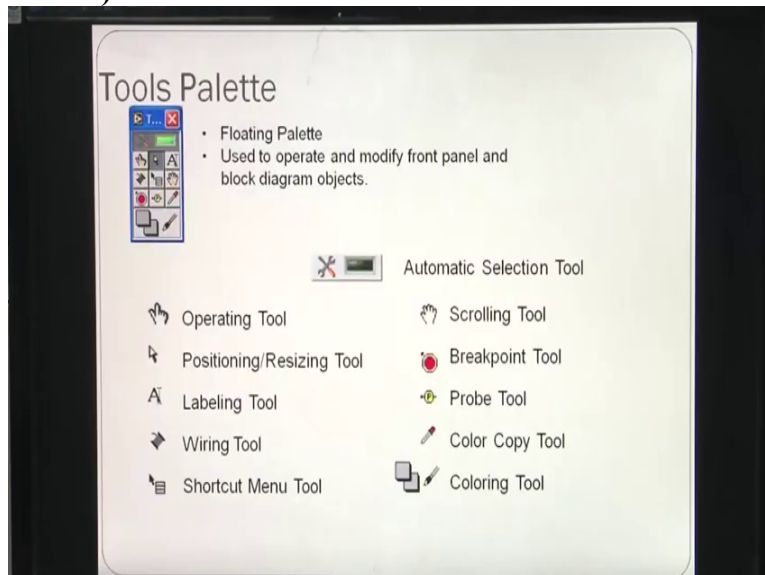 Tools Palette
T...
• Floating Palette
• Used to operate and modify front panel and
block diagram objects.
Automatic Selection Tool
Operating Tool
Scrolling Tool
Positioning/Resizing Tool
Breakpoint Tool
A Labeling Tool
P Probe Tool
Wiring Tool
Color Copy Tool
Shortcut Menu Tool
Coloring Tool